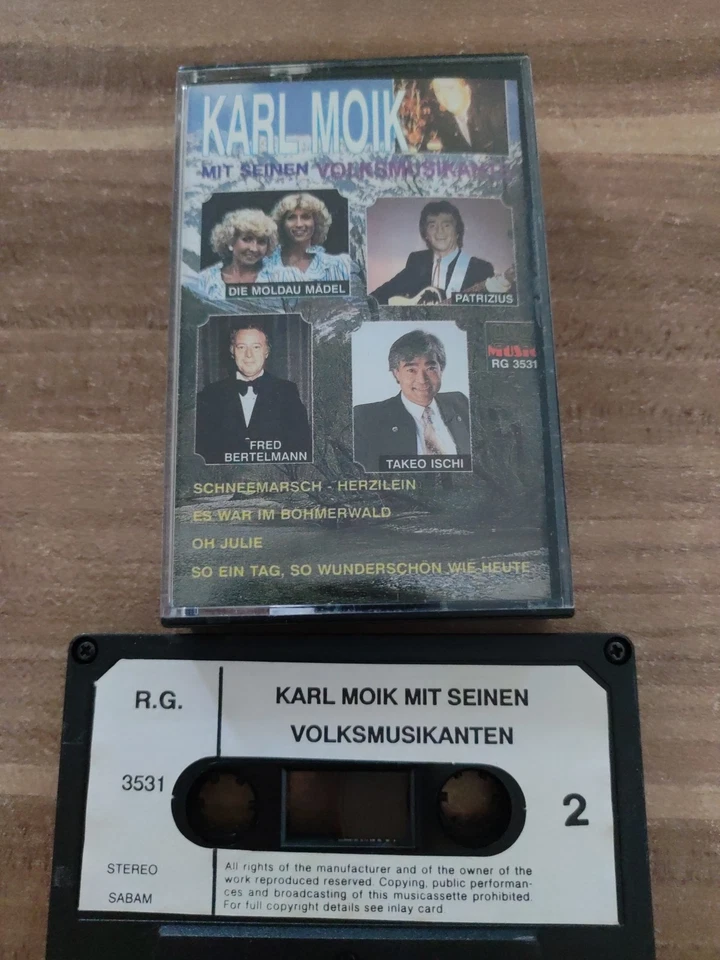 KARL MOIK
MIT SEINEN VOLKSMUSIKANTEN
DIE MOLDAU MÄDEL
PATRIZIUS
RG 3531
FRED
BERTELMANN
TAKEO ISCHI
SCHNEEMARSCH - HERZILEIN
ES WAR IM BÖHMERWALD
OH JULIE
SO EIN TAG, SO WUNDERSCHÖN WIE HEUTE
R.G.
KARL MOIK MIT SEINEN
VOLKSMUSIKANTEN
3531
2
STEREO
SABAM
All rights of the manufacturer and of the owner of the
work reproduced reserved. Copying, public performan-
ces and broadcasting of this musicassette prohibited.
For full copyright details see inlay card